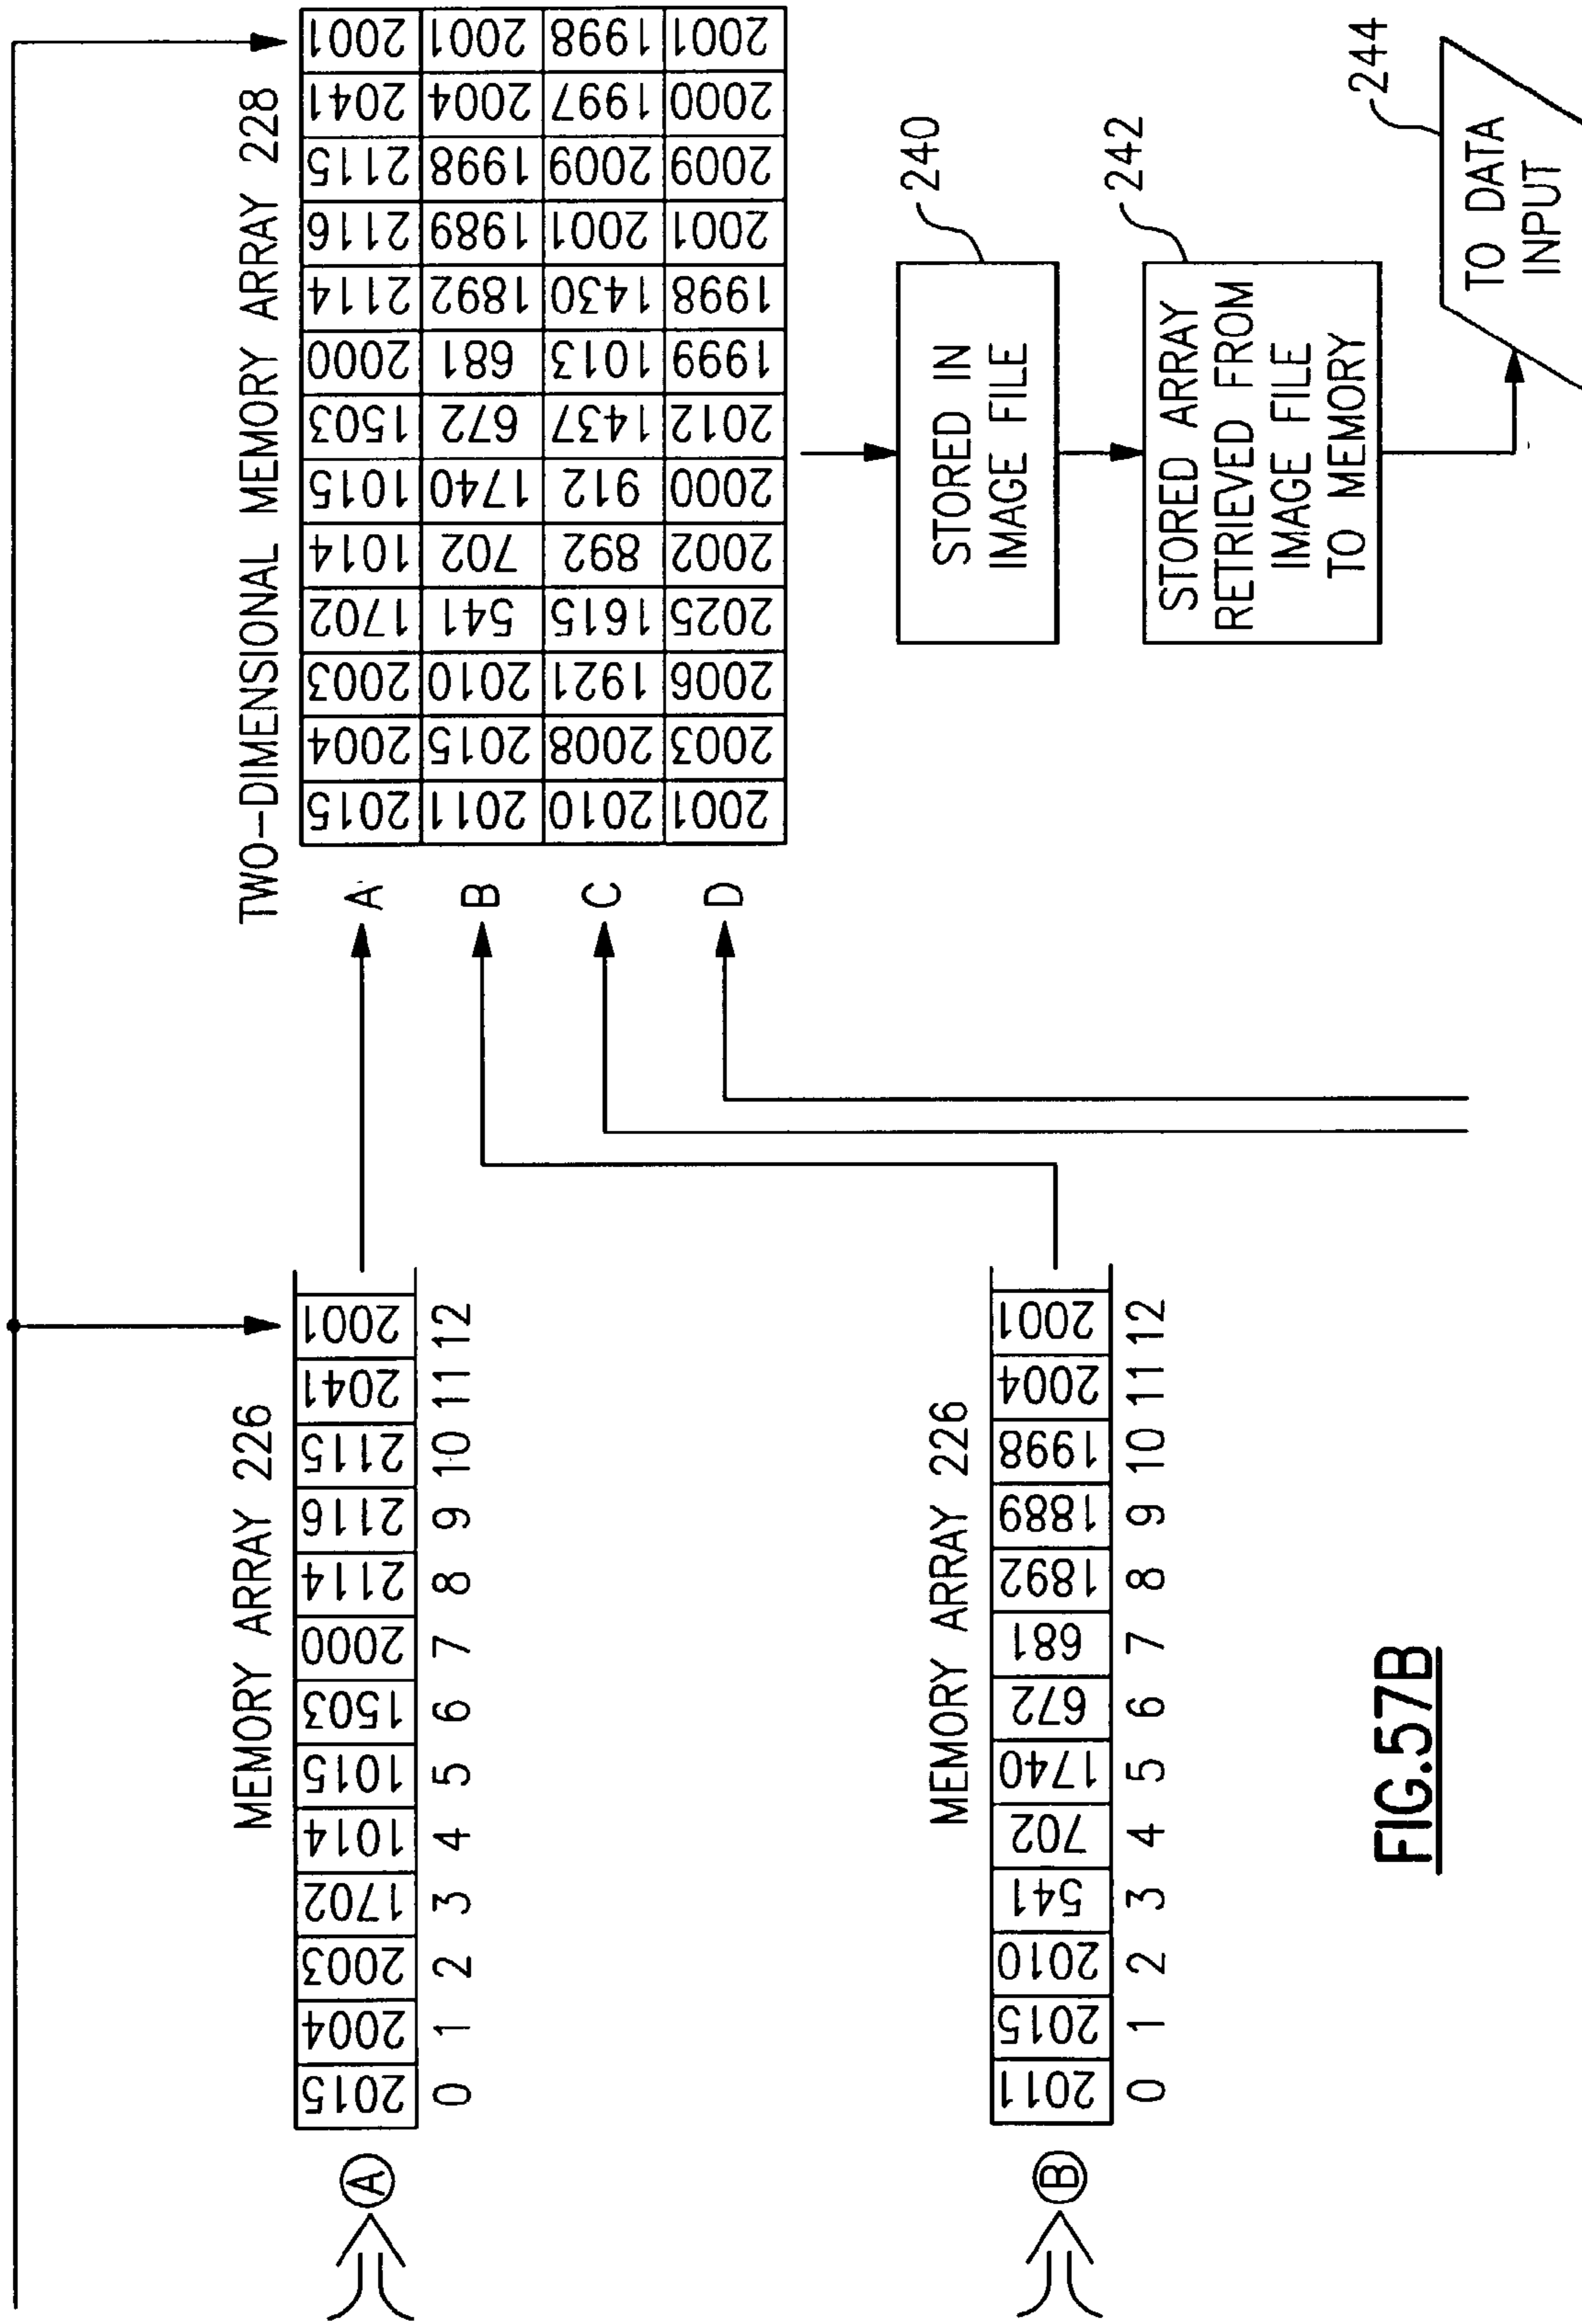 MEMORY ARRAY 226
A
2015 2004 2003 1702 1014 1015 1503 2000 2114 2116 2115 2041 2001
0 1 2 3 4 5 6 7 8 9 10 11 12
TWO-DIMENSIONAL MEMORY ARRAY 228
A 2015 2004 2003 1702 1014 1015 1503 2000 2114 2116 2115 2041 2001
B 2011 2015 2010 541 702 1740 672 681 1892 1989 1998 2004 2001
C 2010 2008 1921 1615 892 912 1437 1013 1430 2001 2009 1997 1998
D 2001 2003 2006 2025 2002 2000 2012 1999 1998 2001 2009 2000 2001
MEMORY ARRAY 226
B
2011 2015 2010 541 702 1740 672 681 1892 1889 1998 2004 2001
0 1 2 3 4 5 6 7 8 9 10 11 12
240
STORED IN
IMAGE FILE
242
STORED ARRAY
RETRIEVED FROM
IMAGE FILE
TO MEMORY
244
TO DATA
INPUT
FIG.57B